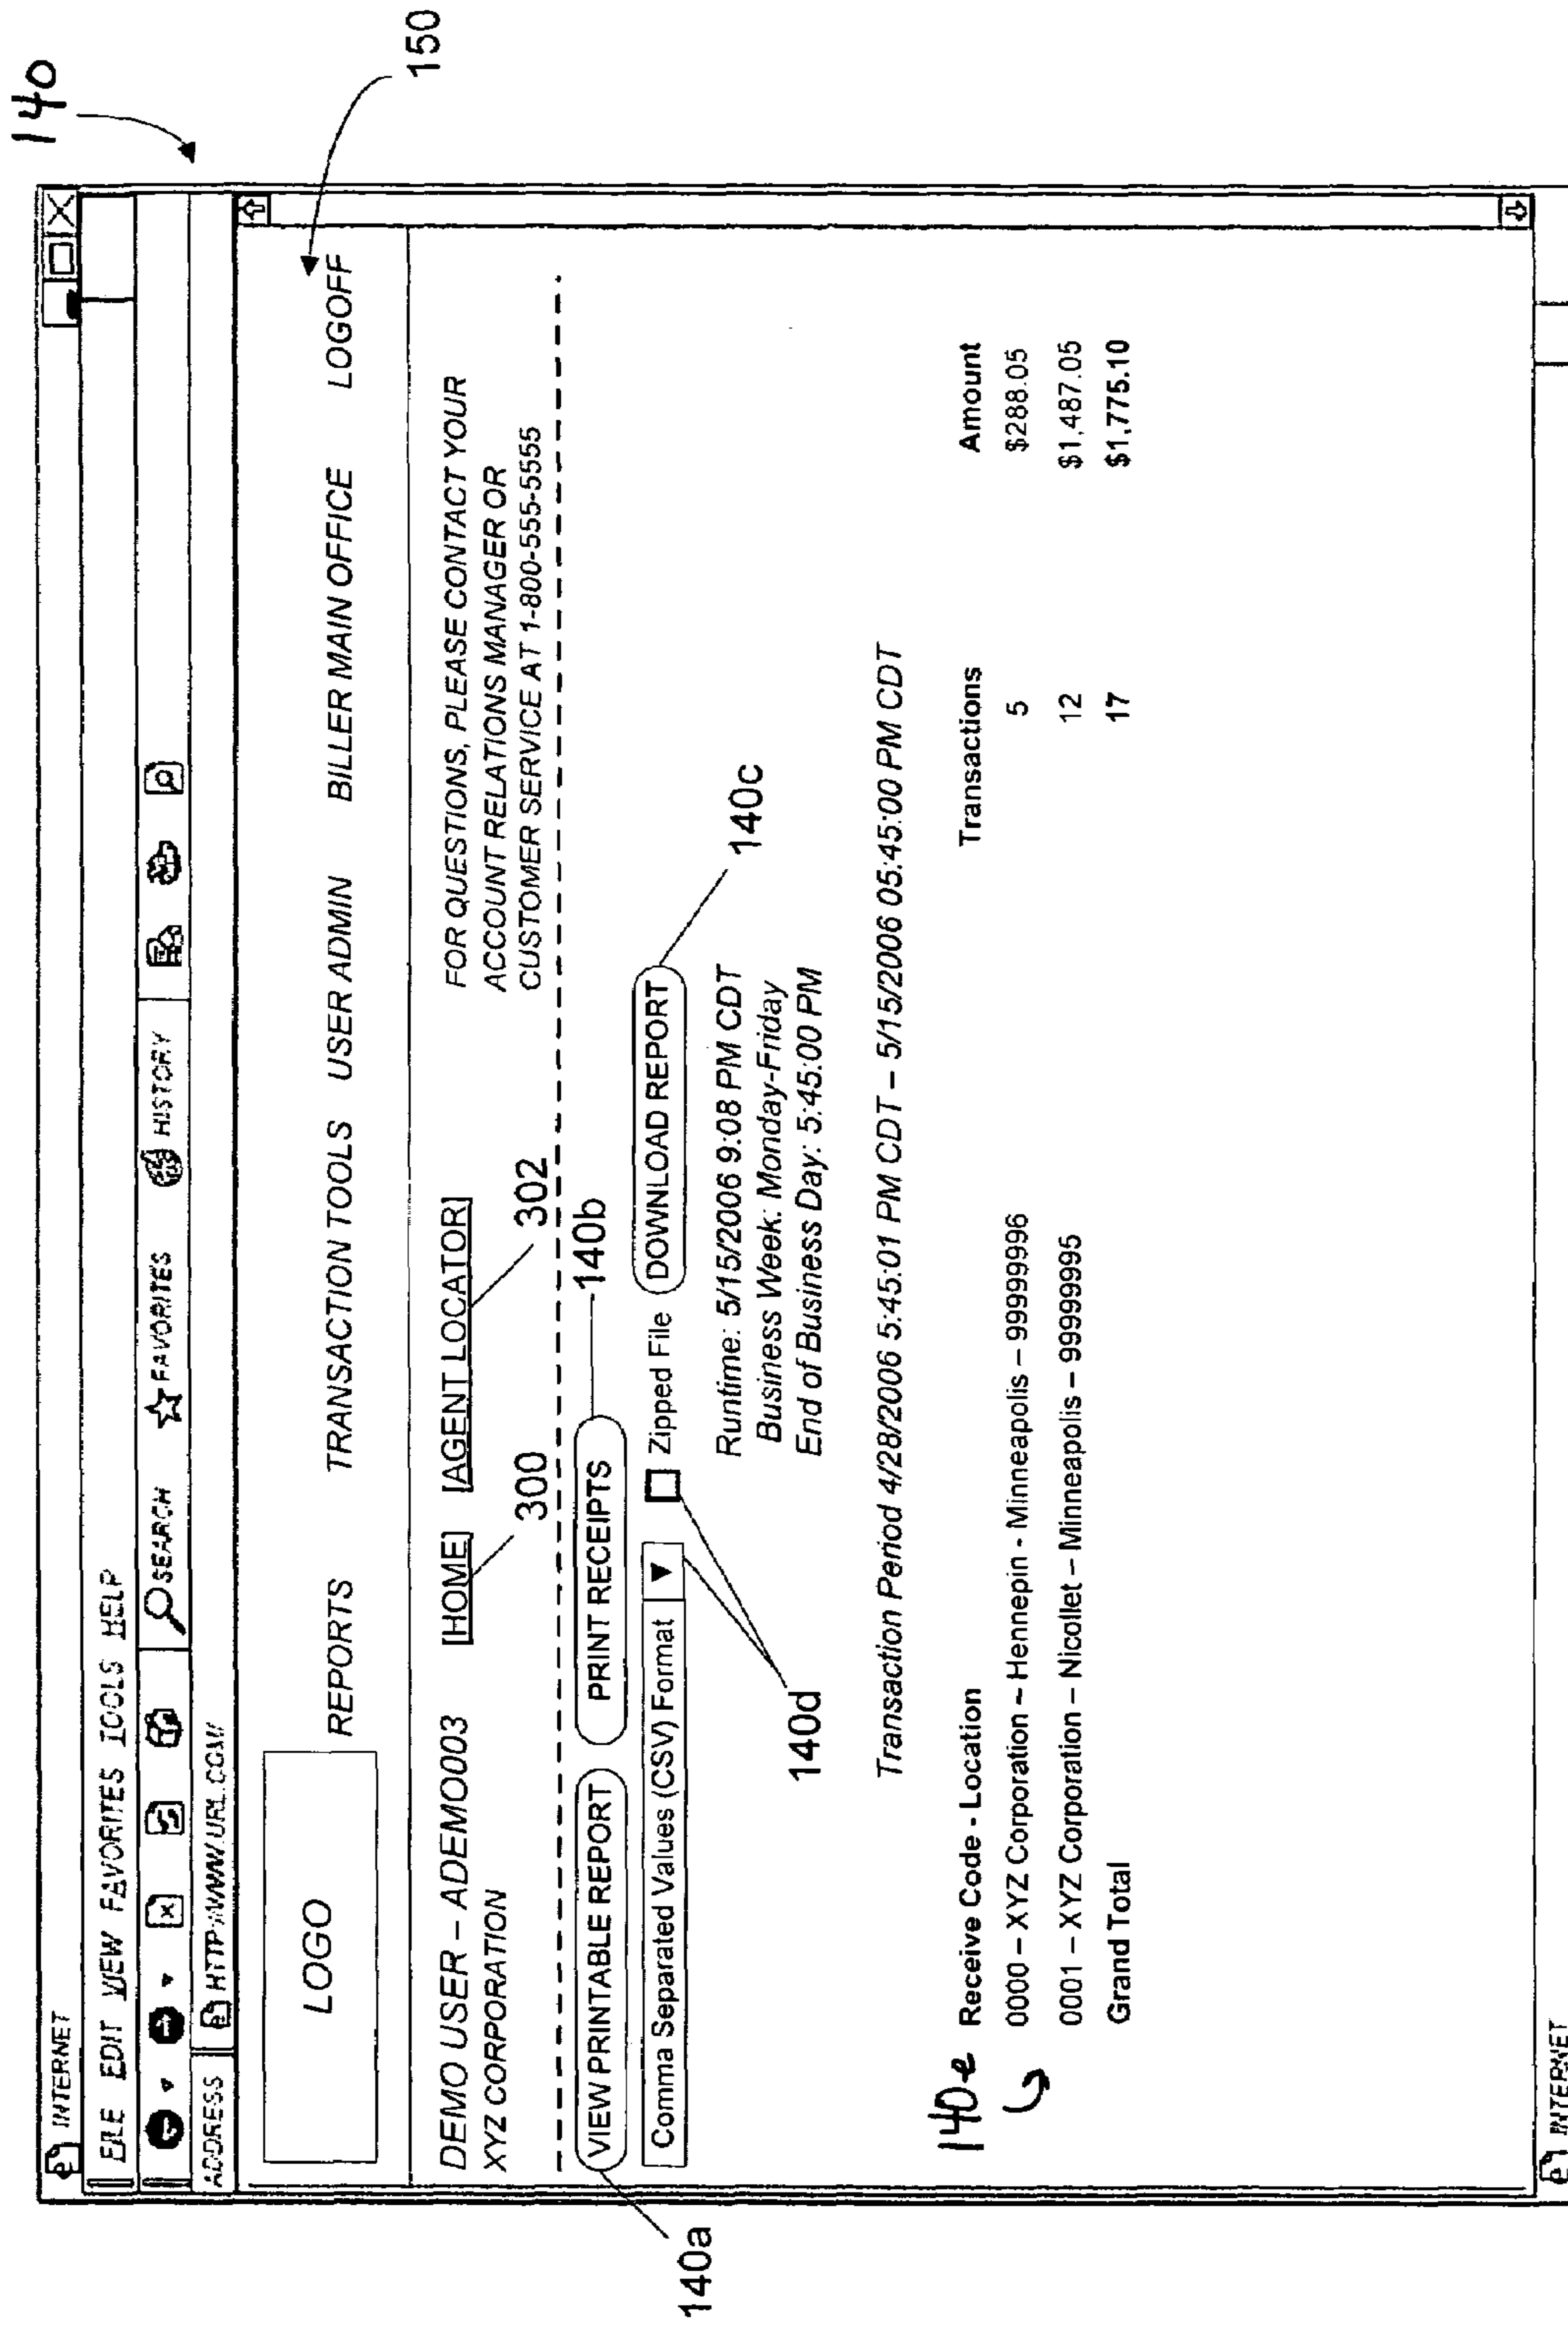 140
INTERNET
FILE EDIT VIEW FAVORITES TOOLS HELP
SEARCH FAVORITES HISTORY
ADDRESS HTTP://WWW.URL.COM/
150
LOGO
REPORTS TRANSACTION TOOLS USER ADMIN BILLER MAIN OFFICE LOGOFF
DEMO USER – ADEMO003 [HOME] [AGENT LOCATOR] FOR QUESTIONS, PLEASE CONTACT YOUR
XYZ CORPORATION ACCOUNT RELATIONS MANAGER OR
300 302 CUSTOMER SERVICE AT 1-800-555-5555
140a VIEW PRINTABLE REPORT PRINT RECEIPTS 140b
Comma Separated Values (CSV) Format Zipped File DOWNLOAD REPORT 140c
140d
Runtime: 5/15/2006 9:08 PM CDT
Business Week: Monday-Friday
End of Business Day: 5:45:00 PM
Transaction Period 4/28/2006 5:45:01 PM CDT – 5/15/2006 05:45:00 PM CDT
140e Receive Code - Location Transactions Amount
0000 – XYZ Corporation – Hennepin - Minneapolis – 99999996 5 $288.05
0001 – XYZ Corporation – Nicollet – Minneapolis – 99999995 12 $1,487.05
Grand Total 17 $1,775.10
INTERNET